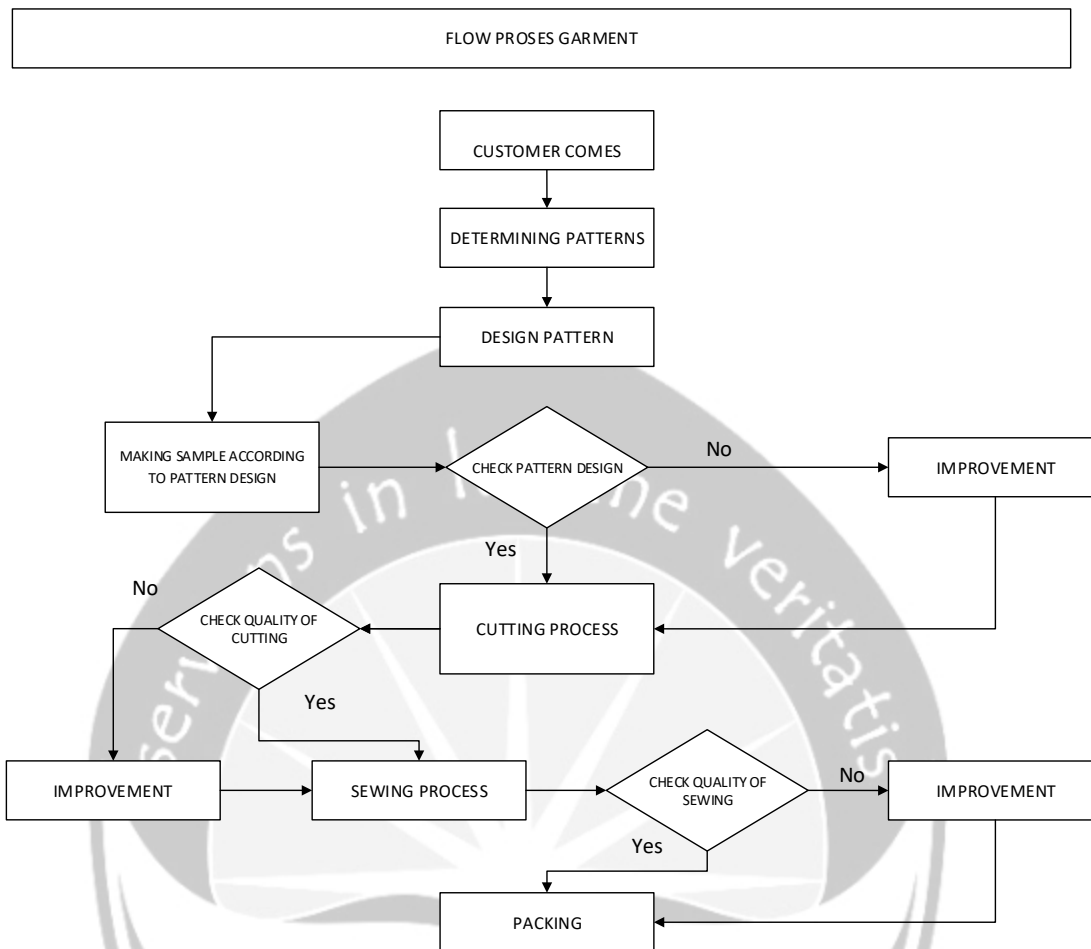 FLOW PROSES GARMENT
CUSTOMER COMES
DETERMINING PATTERNS
DESIGN PATTERN
MAKING SAMPLE ACCORDING
TO PATTERN DESIGN
CHECK PATTERN DESIGN
No
IMPROVEMENT
Yes
No
CHECK QUALITY OF
CUTTING
CUTTING PROCESS
Yes
IMPROVEMENT
SEWING PROCESS
CHECK QUALITY OF
SEWING
No
IMPROVEMENT
Yes
PACKING
in
veritatis